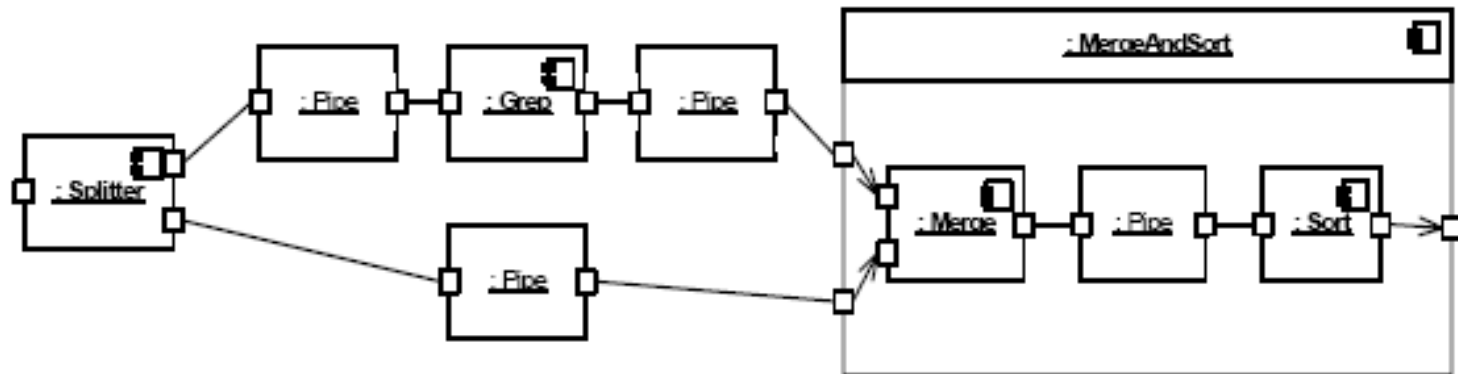 : MergeAndSort
: Pipe
: Grep
: Pipe
: Splitter
: Merge
: Pipe
: Sort
: Pipe